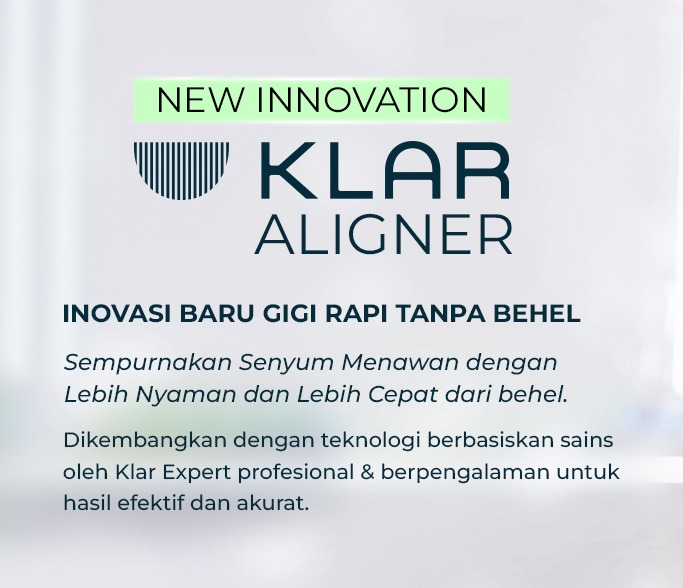 NEW INNOVATION
KLAR
ALIGNER
INOVASI BARU GIGI RAPI TANPA BEHEL
Sempurnakan Senyum Menawan dengan
Lebih Nyaman dan Lebih Cepat dari behel.
Dikembangkan dengan teknologi berbasiskan sains
oleh Klar Expert profesional & berpengalaman untuk
hasil efektif dan akurat.